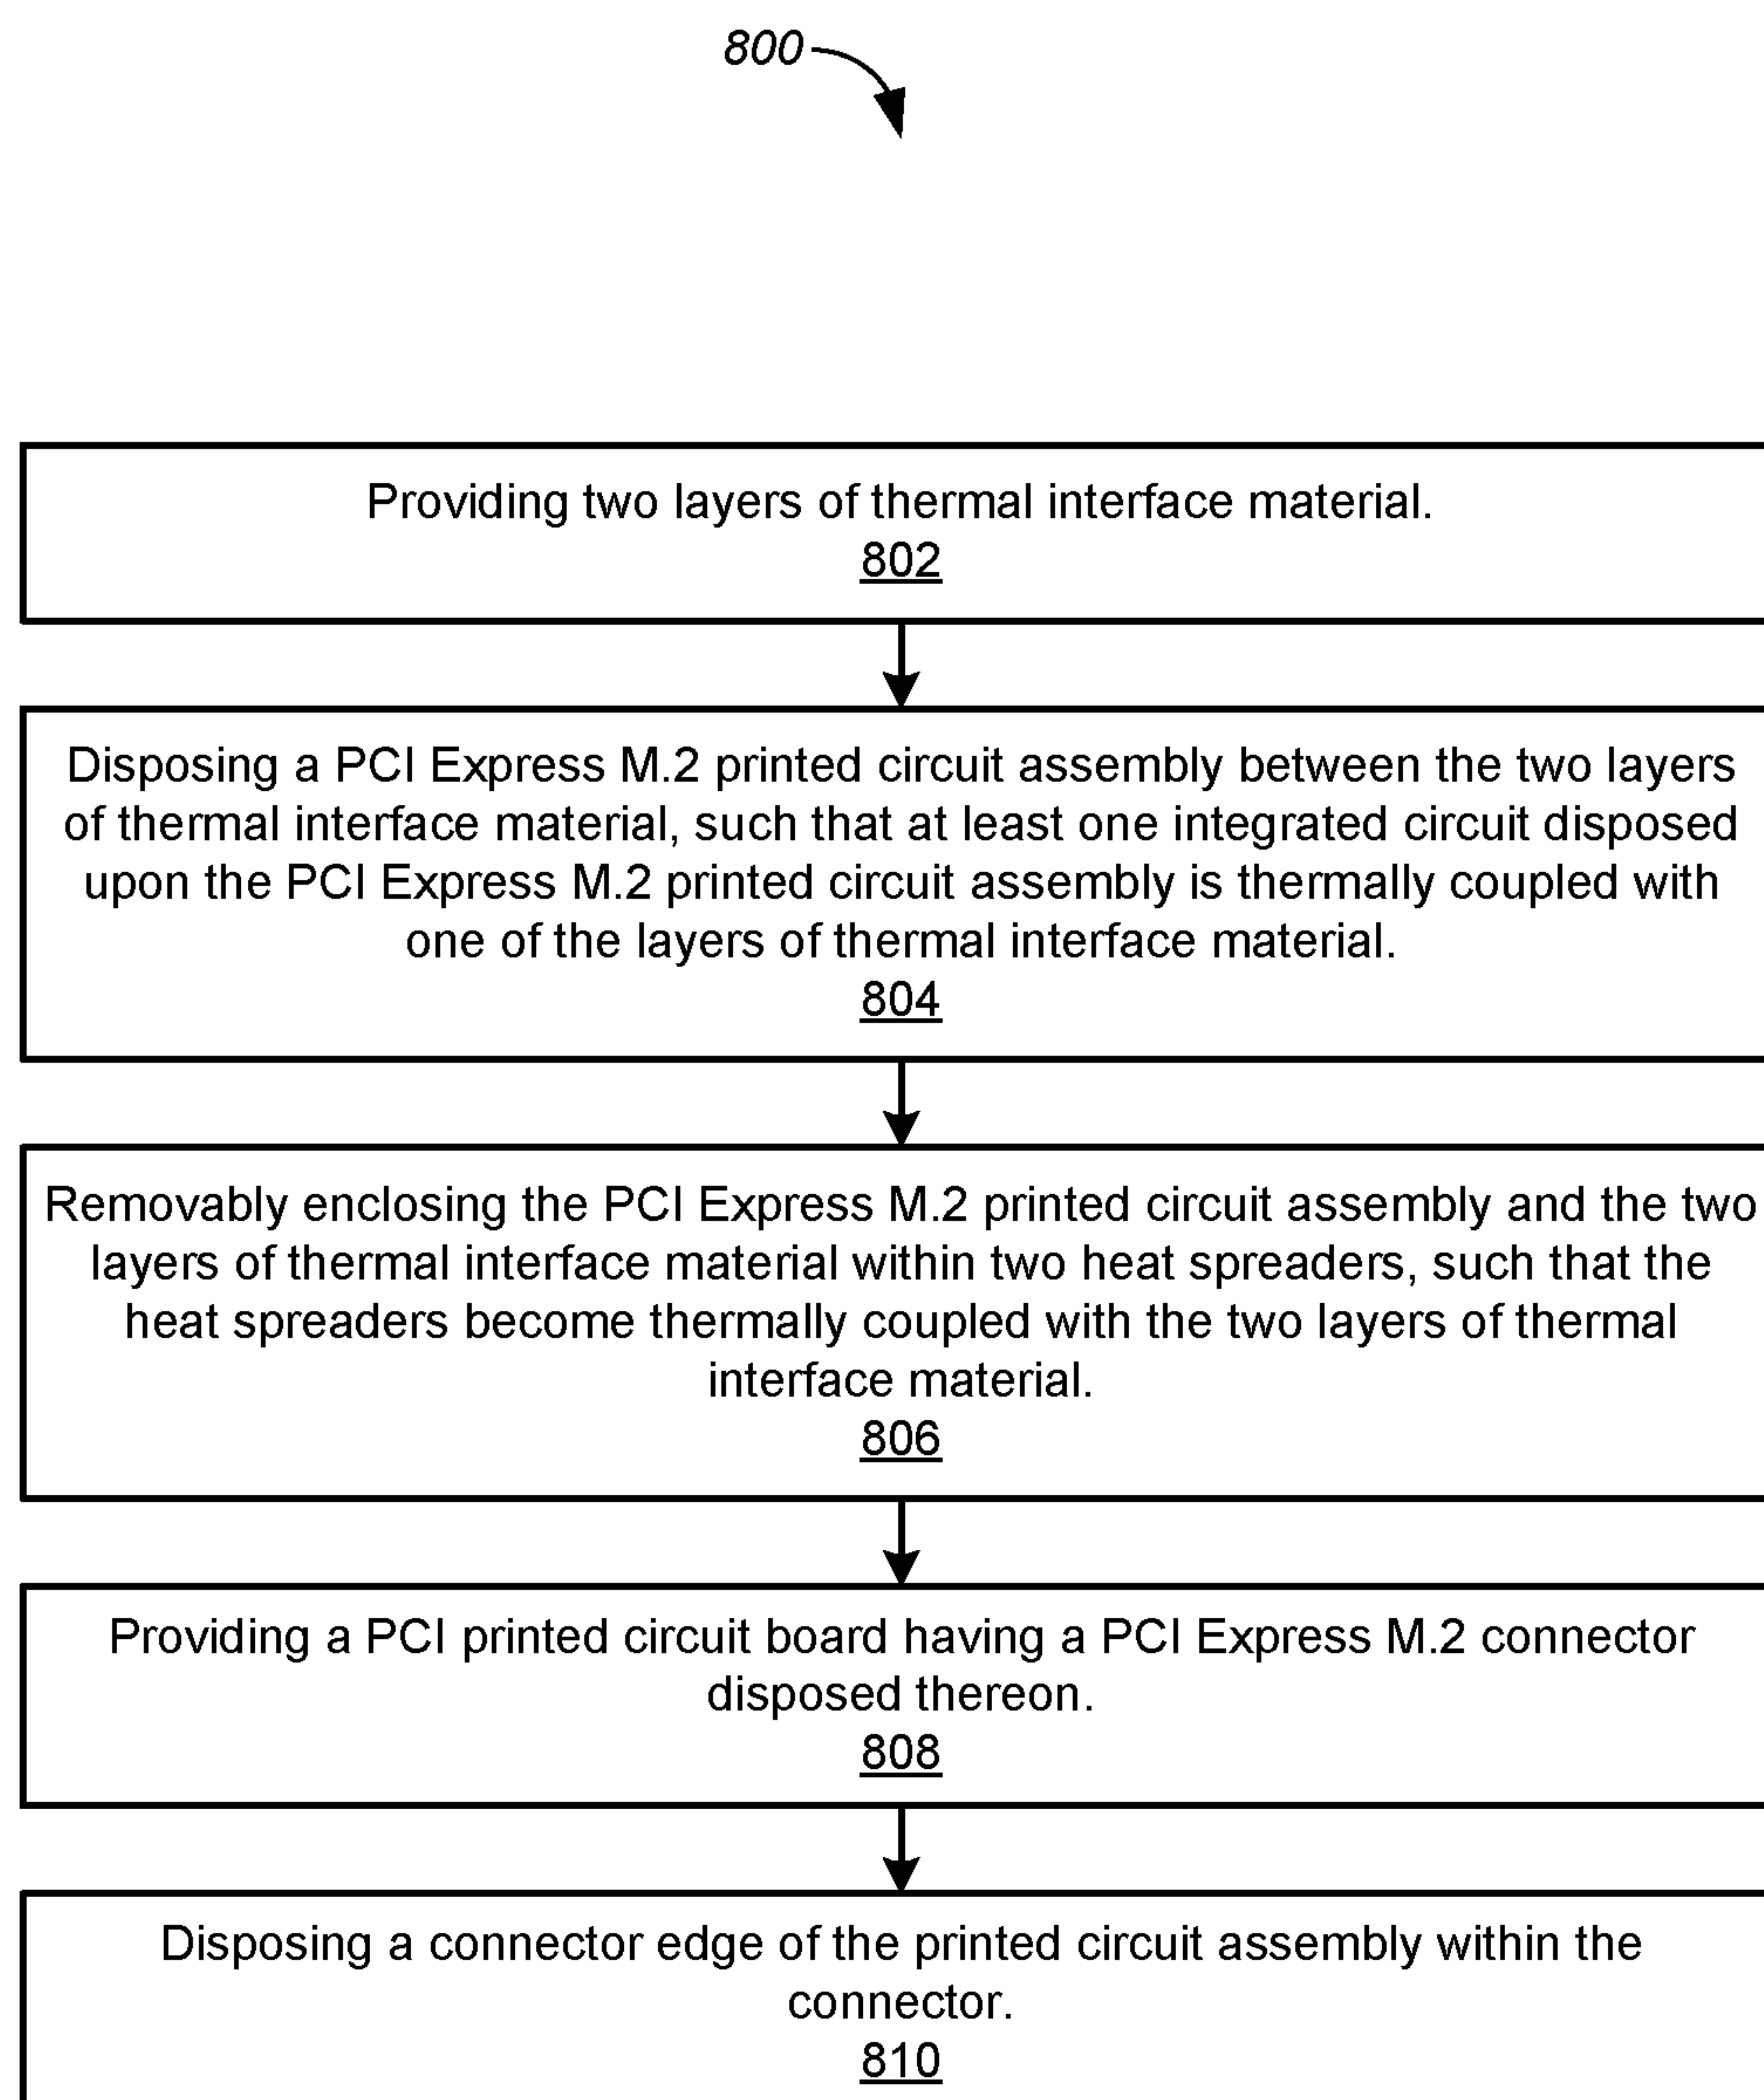 800
Providing two layers of thermal interface material.
802
Disposing a PCI Express M.2 printed circuit assembly between the two layers
of thermal interface material, such that at least one integrated circuit disposed
upon the PCI Express M.2 printed circuit assembly is thermally coupled with
one of the layers of thermal interface material.
804
Removably enclosing the PCI Express M.2 printed circuit assembly and the two
layers of thermal interface material within two heat spreaders, such that the
heat spreaders become thermally coupled with the two layers of thermal
interface material.
806
Providing a PCI printed circuit board having a PCI Express M.2 connector
disposed thereon.
808
Disposing a connector edge of the printed circuit assembly within the
connector.
810